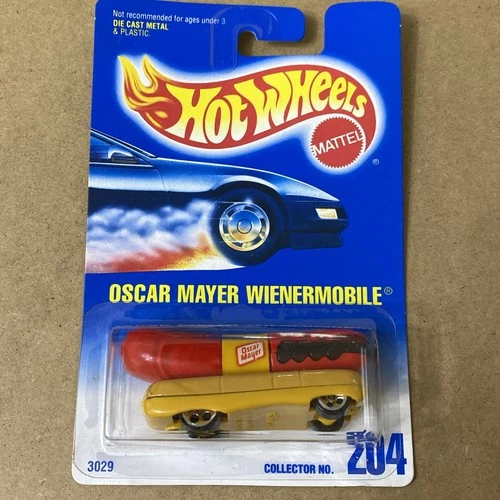 Not recommended for ages under 3.
DIE CAST METAL
& PLASTIC.
HOT WHEELS
MATTEL
®
OSCAR MAYER WIENERMOBILE®
Oscar
Mayer
3029
COLLECTOR NO.
204